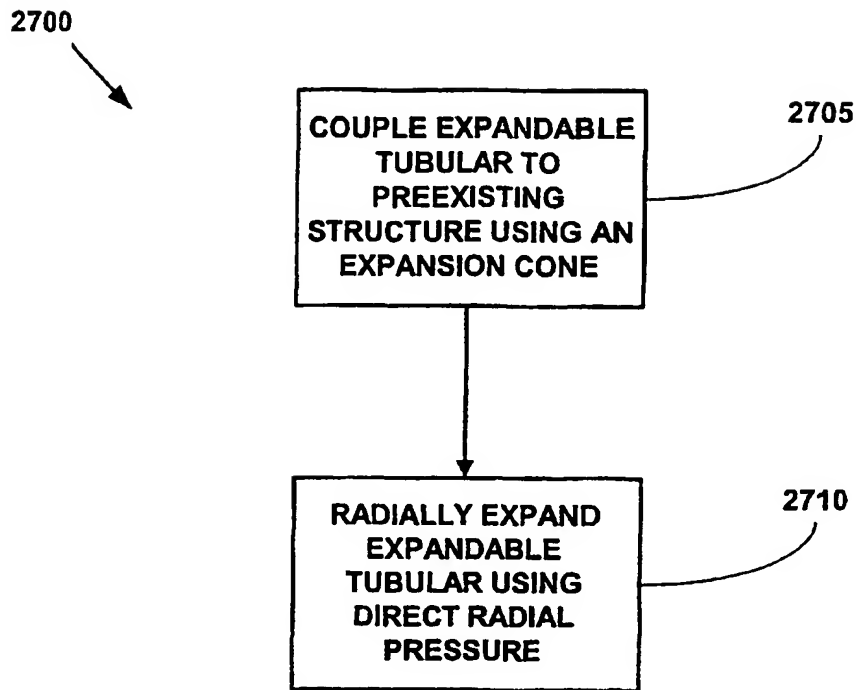 2700
COUPLE EXPANDABLE
TUBULAR TO
PREEXISTING
STRUCTURE USING AN
EXPANSION CONE
2705
RADIALLY EXPAND
EXPANDABLE
TUBULAR USING
DIRECT RADIAL
PRESSURE
2710